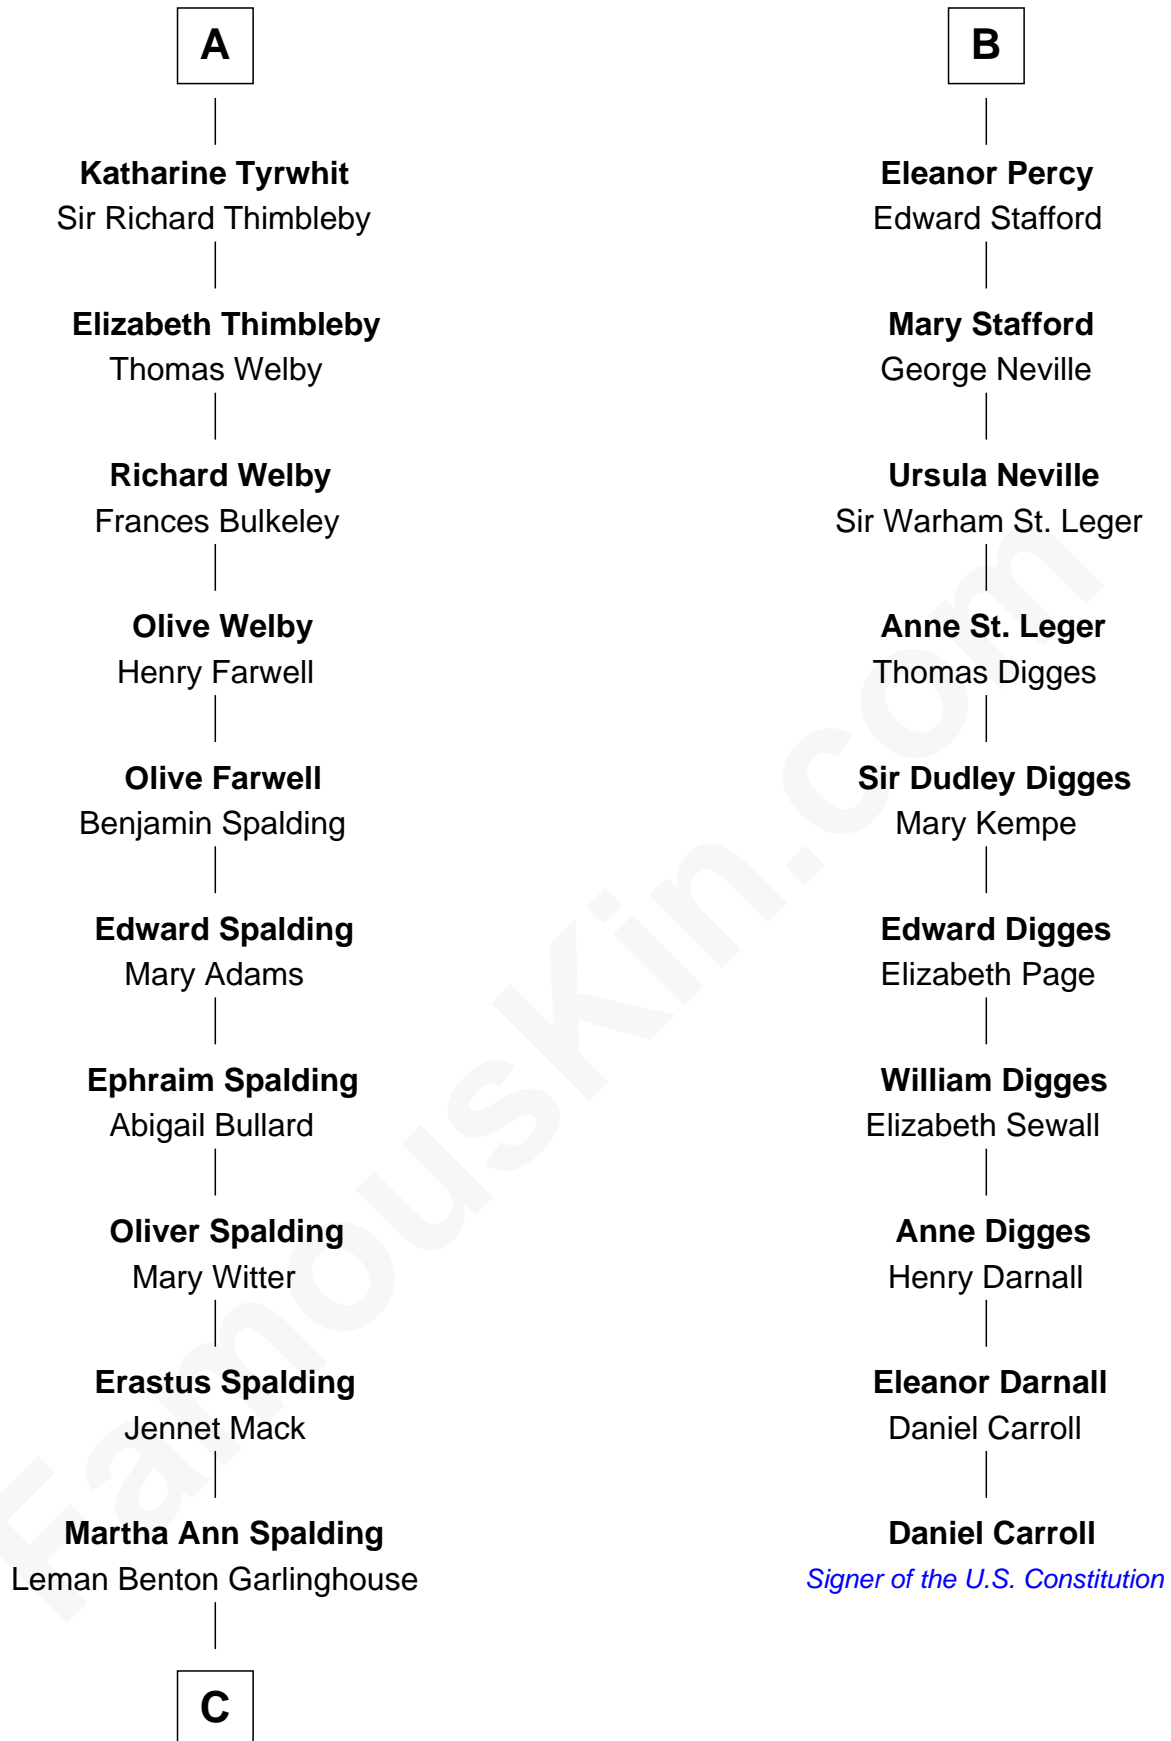 A
Katharine Tyrwhit
Sir Richard Thimbleby
Elizabeth Thimbleby
Thomas Welby
Richard Welby
Frances Bulkeley
Olive Welby
Henry Farwell
Olive Farwell
Benjamin Spalding
Edward Spalding
Mary Adams
Ephraim Spalding
Abigail Bullard
Oliver Spalding
Mary Witter
Erastus Spalding
Jennet Mack
Martha Ann Spalding
Leman Benton Garlinghouse
C
B
Eleanor Percy
Edward Stafford
Mary Stafford
George Neville
Ursula Neville
Sir Warham St. Leger
Anne St. Leger
Thomas Digges
Sir Dudley Digges
Mary Kempe
Edward Digges
Elizabeth Page
William Digges
Elizabeth Sewall
Anne Digges
Henry Darnall
Eleanor Darnall
Daniel Carroll
Daniel Carroll
Signer of the U.S. Constitution
FamousKin.com